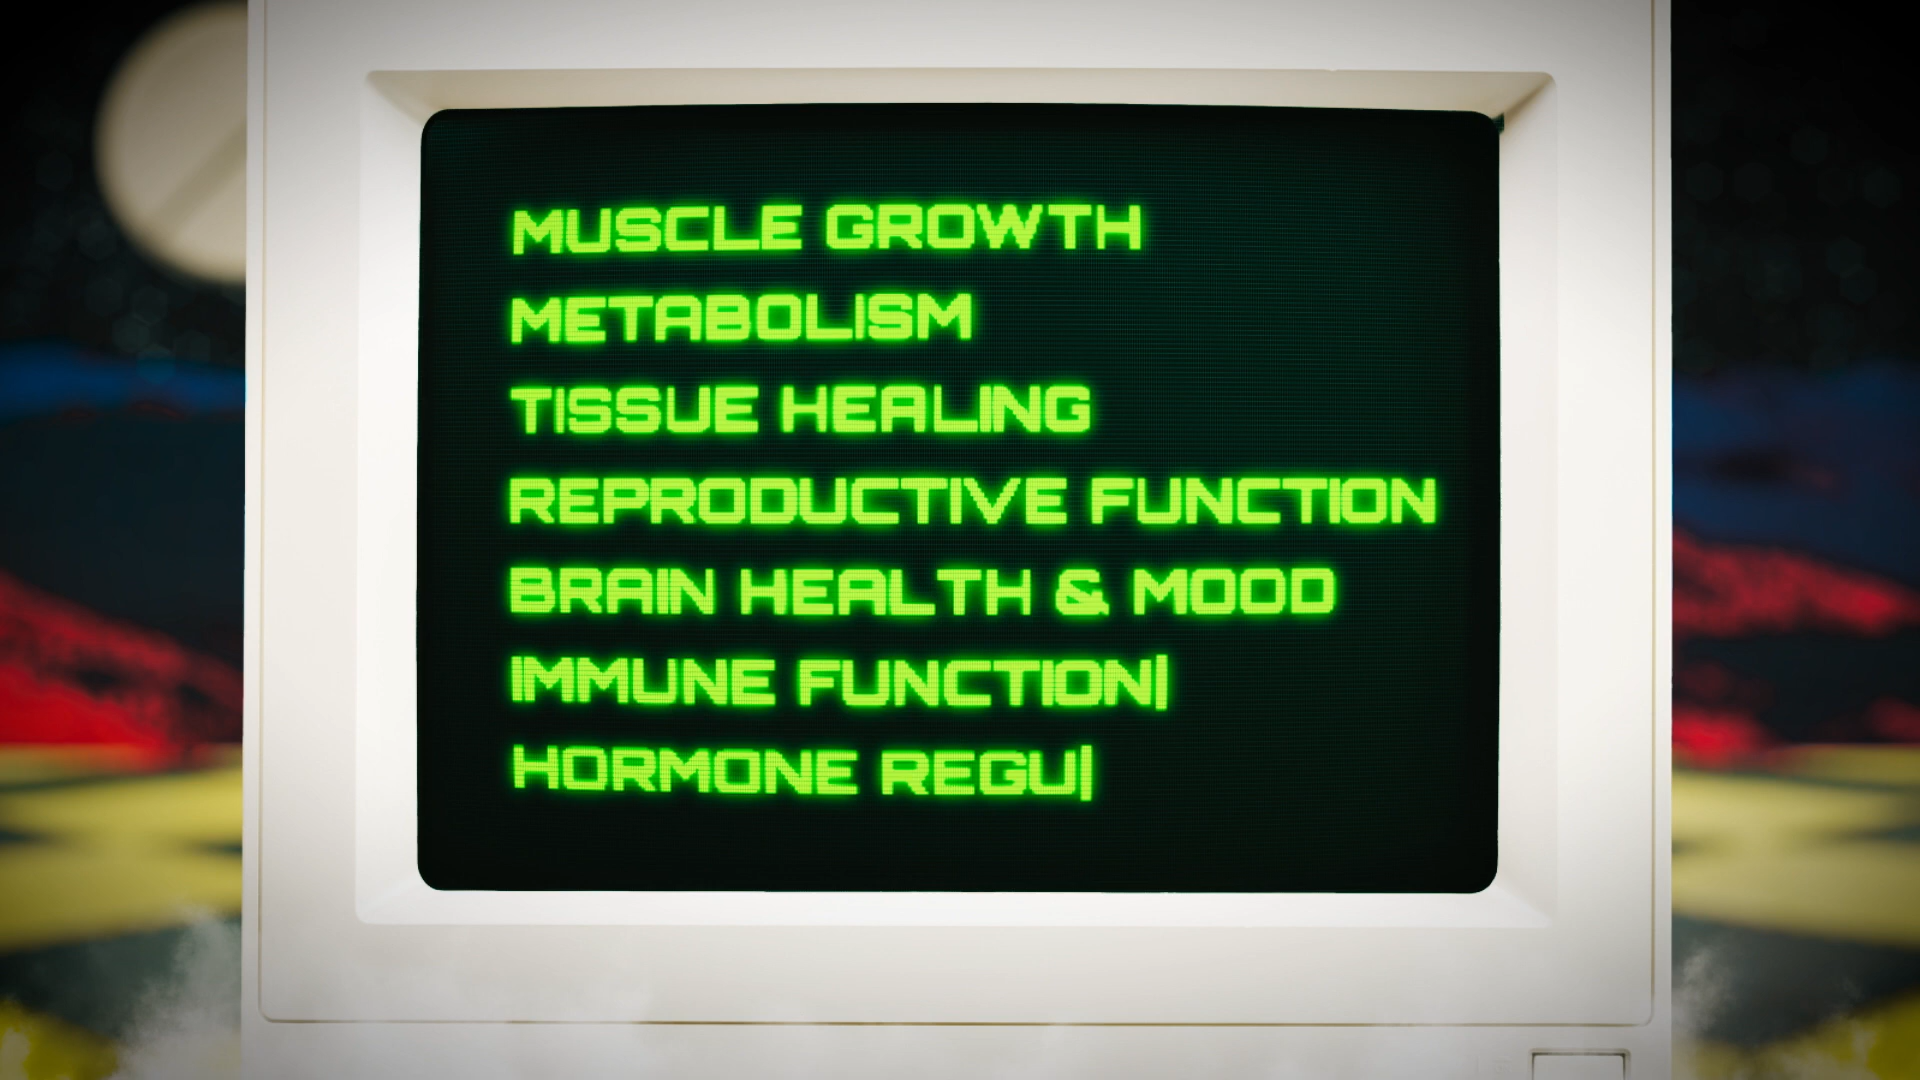 MUSCLE GROWTH
METABOLISM
TISSUE HEALING
REPRODUCTIVE FUNCTION
BRAIN HEALTH & MOOD
IMMUNE FUNCTION|
HORMONE REGU|